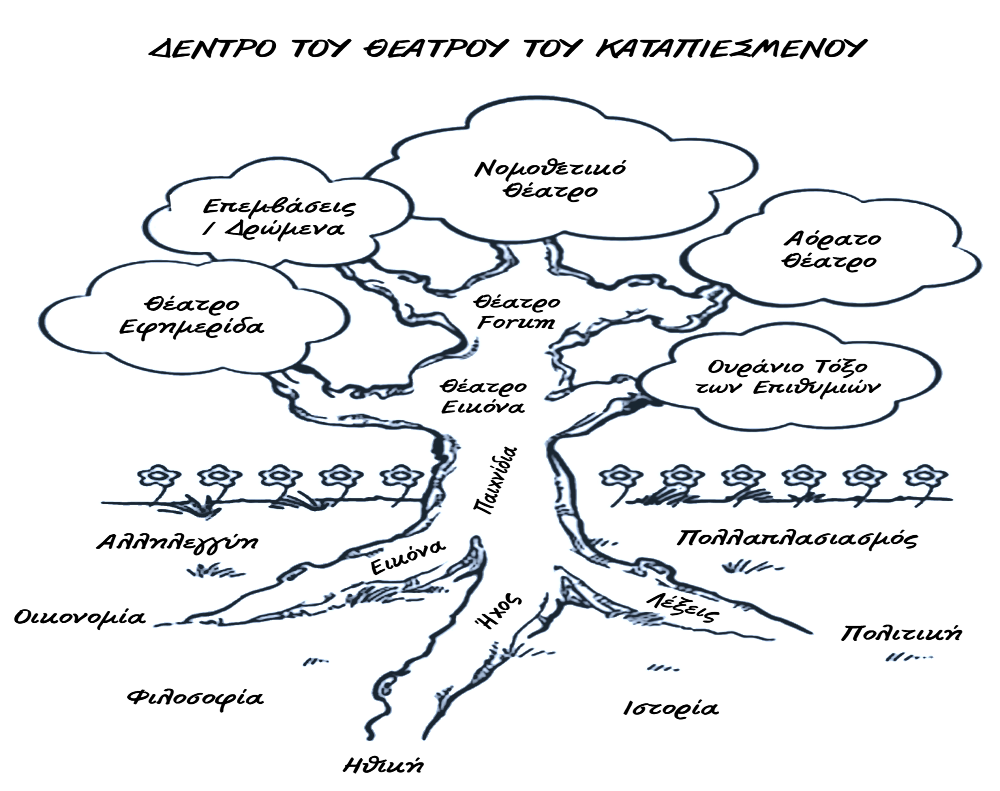 ΔΕΝΤΡΟ ΤΟΥ ΘΕΑΤΡΟΥ ΤΟΥ ΚΑΤΑΠΙΕΣΜΕΝΟΥ
Νομοθετικό
Θέατρο
Επεμβάσεις
/ Δρώμενα
Αόρατο
Θέατρο
Θέατρο
Εφημερίδα
Θέατρο
Forum
Ουράνιο Τόξο
των Επιθυμιών
Θέατρο
Εικόνα
Παιχνίδια
Αλληλεγγύη
Πολλαπλασιασμός
Εικόνα
Ήχος
Λέξεις
Οικονομία
Πολιτική
Φιλοσοφία
Ιστορία
Ηθική